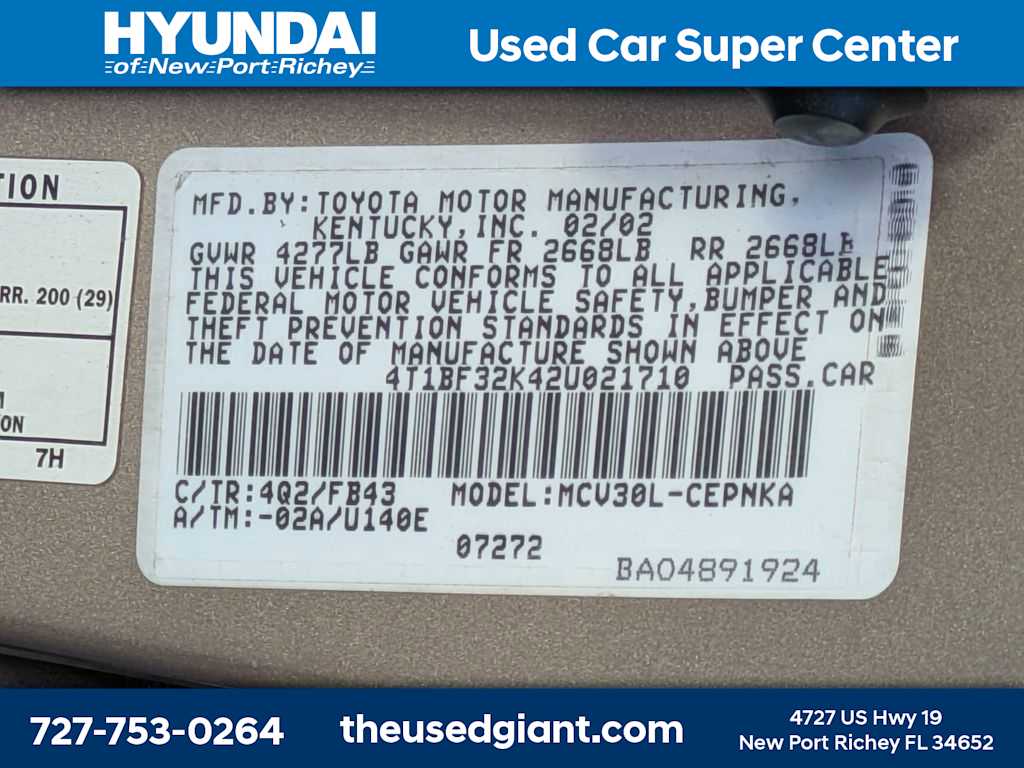 HYUNDAI
of New Port Richey
Used Car Super Center
TION
RR. 200 (29)
ON
7H
MFD.BY:TOYOTA MOTOR MANUFACTURING,
KENTUCKY,INC. 02/02
GVWR 4277LB GAWR FR 2668LB RR 2668LB
THIS VEHICLE CONFORMS TO ALL APPLICABLE
FEDERAL MOTOR VEHICLE SAFETY,BUMPER AND
THEFT PREVENTION STANDARDS IN EFFECT ON
THE DATE OF MANUFACTURE SHOWN ABOVE
4T1BF32K42U021710 PASS.CAR
C/TR:4Q2/FB43 MODEL:MCV30L-CEPNKA
A/TM:-02A/U140E
07272
BA04891924
727-753-0264
theusedgiant.com
4727 US Hwy 19
New Port Richey FL 34652